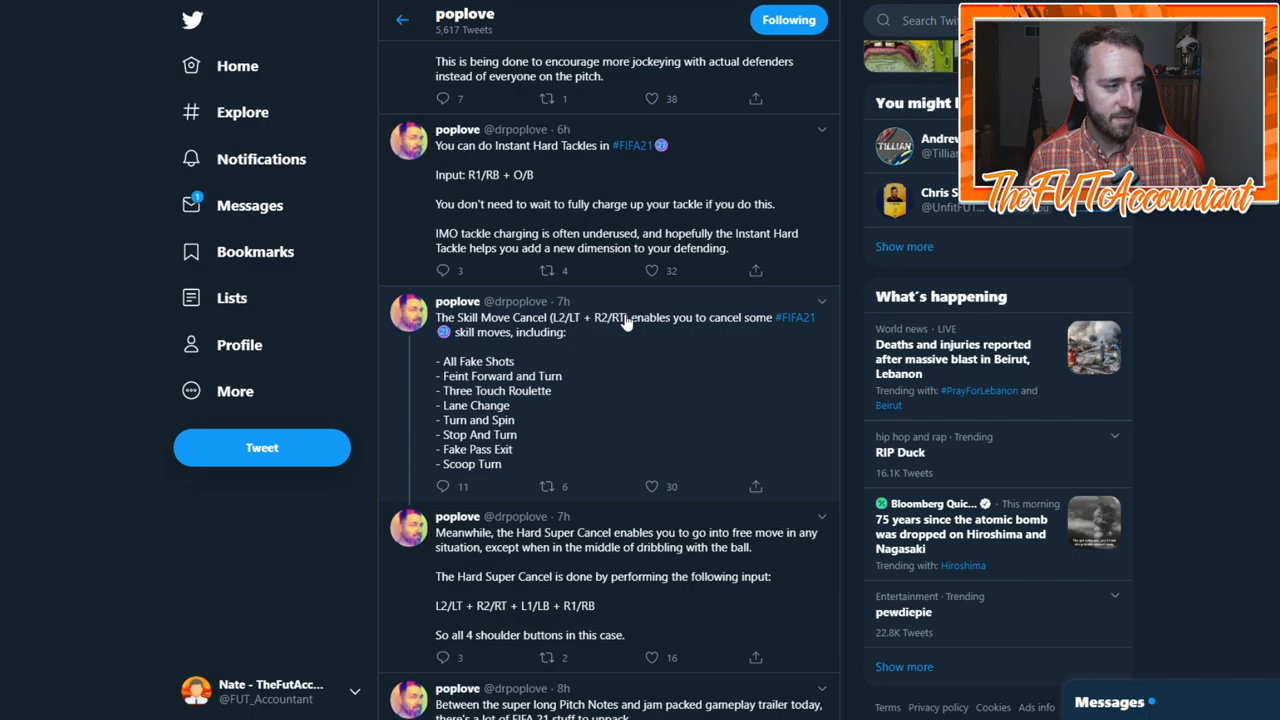 Home
Explore
Notifications
1
Messages
Bookmarks
Lists
Profile
More
Tweet
Nate - TheFutAcc...
@FUT_Accountant
poplove
5,617 Tweets
Following
This is being done to encourage more jockeying with actual defenders
instead of everyone on the pitch.
7 1 38
poplove @drpoplove · 6h
You can do Instant Hard Tackles in #FIFA21
Input: R1/RB + O/B
You don't need to wait to fully charge up your tackle if you do this.
IMO tackle charging is often underused, and hopefully the Instant Hard
Tackle helps you add a new dimension to your defending.
3 4 32
poplove @drpoplove · 7h
The Skill Move Cancel (L2/LT + R2/RT) enables you to cancel some #FIFA21
skill moves, including:
- All Fake Shots
- Feint Forward and Turn
- Three Touch Roulette
- Lane Change
- Turn and Spin
- Stop And Turn
- Fake Pass Exit
- Scoop Turn
11 6 30
poplove @drpoplove · 7h
Meanwhile, the Hard Super Cancel enables you to go into free move in any
situation, except when in the middle of dribbling with the ball.
The Hard Super Cancel is done by performing the following input:
L2/LT + R2/RT + L1/LB + R1/RB
So all 4 shoulder buttons in this case.
3 2 16
poplove @drpoplove · 8h
Between the super long Pitch Notes and jam packed gameplay trailer today,
there's a lot of FIFA 21 stuff to unpack
Search Twit
You might l
TILLIAN
Andrew
@Tillian
Chris S
@UnfitFUT
TheFUTAccountant
Show more
What's happening
World news · LIVE
Deaths and injuries reported
after massive blast in Beirut,
Lebanon
Trending with: #PrayForLebanon and
Beirut
hip hop and rap · Trending
RIP Duck
16.1K Tweets
Bloomberg Quic... · This morning
75 years since the atomic bomb
was dropped on Hiroshima and
Nagasaki
Trending with: Hiroshima
Entertainment · Trending
pewdiepie
22.8K Tweets
Show more
Terms Privacy policy Cookies Ads info
Messages